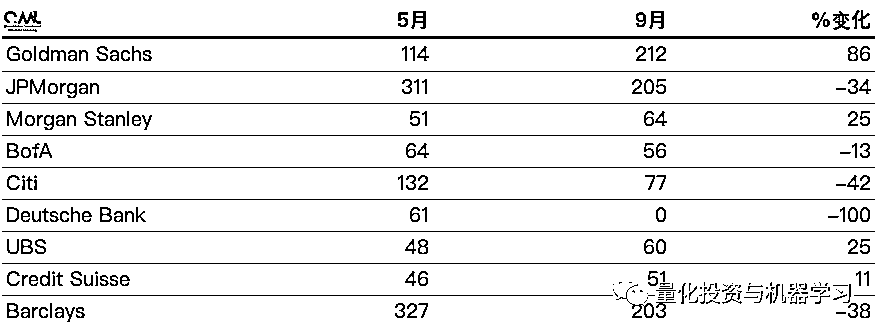 QML 5月 9月 %变化
Goldman Sachs 114 212 86
JPMorgan 311 205 –34
Morgan Stanley 51 64 25
BofA 64 56 –13
Citi 132 77 –42
Deutsche Bank 61 0 –100
UBS 48 60 25
Credit Suisse 46 51 11
量化投资与机器学习
Barclays 327 203 –38